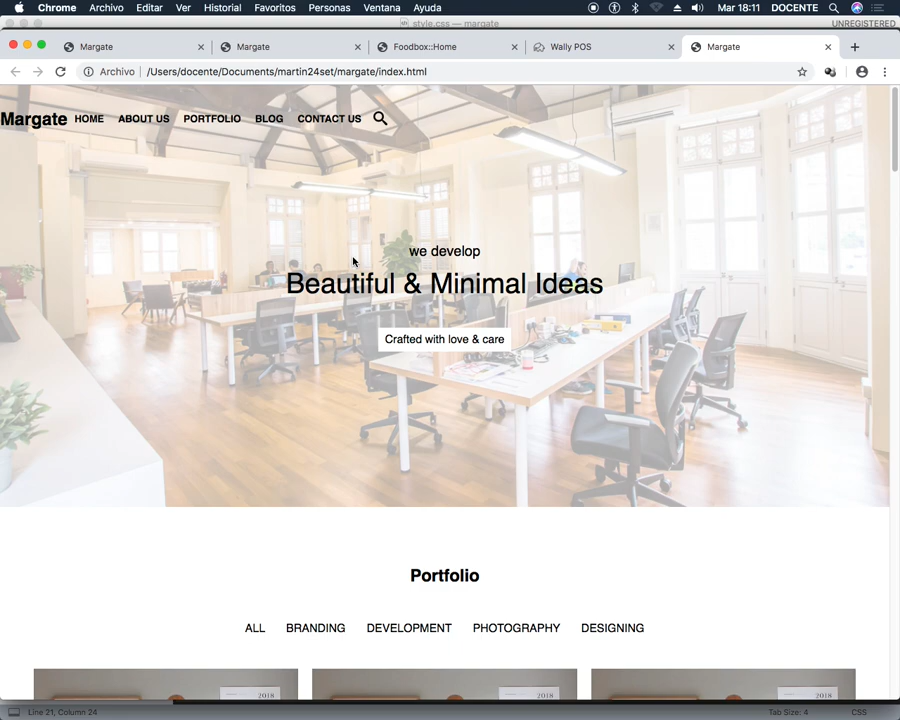 Chrome Archivo Editar Ver Historial Favoritos Personas Ventana Ayuda Mar 18:11 DOCENTE
style.css — margate UNREGISTERED
Margate Margate Foodbox::Home Wally POS Margate
Archivo /Users/docente/Documents/martin24set/margate/index.html
Margate HOME ABOUT US PORTFOLIO BLOG CONTACT US
we develop
Beautiful & Minimal Ideas
Crafted with love & care
Portfolio
ALL BRANDING DEVELOPMENT PHOTOGRAPHY DESIGNING
2018 2018 2018
Line 21, Column 24 Tab Size: 4 CSS